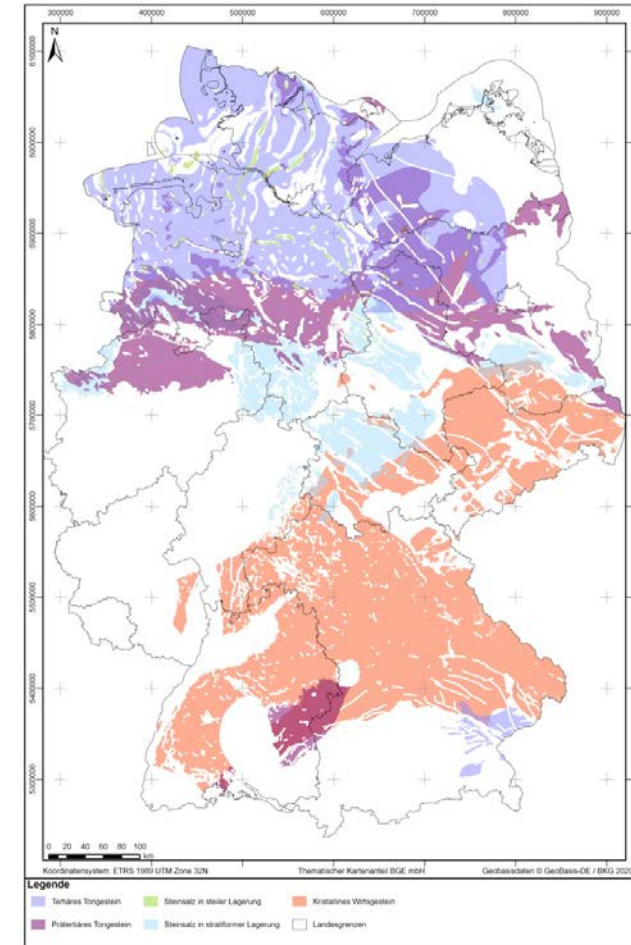 300000 400000 500000 600000 700000 800000 900000
N
6100000
6000000
5900000
5800000
5700000
5600000
5500000
5400000
5300000
0 20 40 60 80 100
km
Koordinatensystem: ETRS 1989 UTM Zone 32N Thematischer Kartenanteil BGE mbH Geobasisdaten © GeoBasis-DE / BKG 2020
Legende
Tertiäres Tongestein Steinsalz in steiler Lagerung Kristallines Wirtsgestein
Prätertiäres Tongestein Steinsalz in stratiformer Lagerung Landesgrenzen